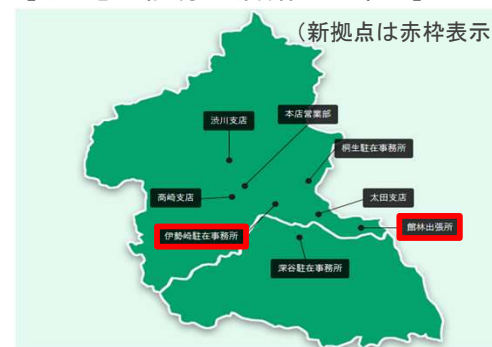 （新拠点は赤枠表示
渋川支店
本店営業部
桐生駐在事務所
高崎支店
太田支店
伊勢崎駐在事務所
館林出張所
深谷駐在事務所